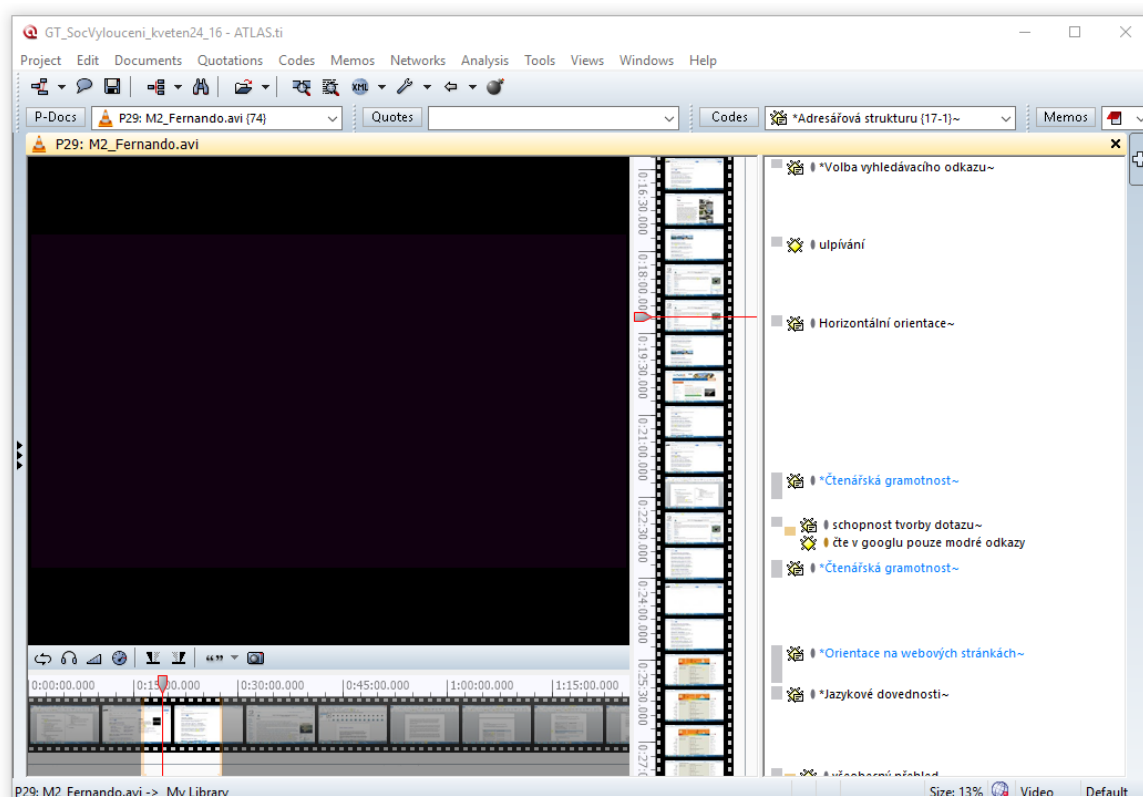 GT_SocVylouceni_kveten24_16 - ATLAS.ti
Project Edit Documents Quotations Codes Memos Networks Analysis Tools Views Windows Help
P-Docs P29: M2_Fernando.avi {74} Quotes Codes *Adresářová strukturu {17-1}~ Memos
P29: M2_Fernando.avi
*Volba vyhledávacího odkazu~
ulpívání
Horizontální orientace~
*Čtenářská gramotnost~
schopnost tvorby dotazu~
čte v googlu pouze modré odkazy
*Čtenářská gramotnost~
*Orientace na webových stránkách~
*Jazykové dovednosti~
všeobecný přehled
0:16:30.000
0:18:00.000
0:19:30.000
0:21:00.000
0:22:30.000
0:24:00.000
0:25:30.000
0:00:00.000 0:15:00.000 0:30:00.000 0:45:00.000 1:00:00.000 1:15:00.000
P29: M2_Fernando.avi -> My Library Size: 13% Video Default